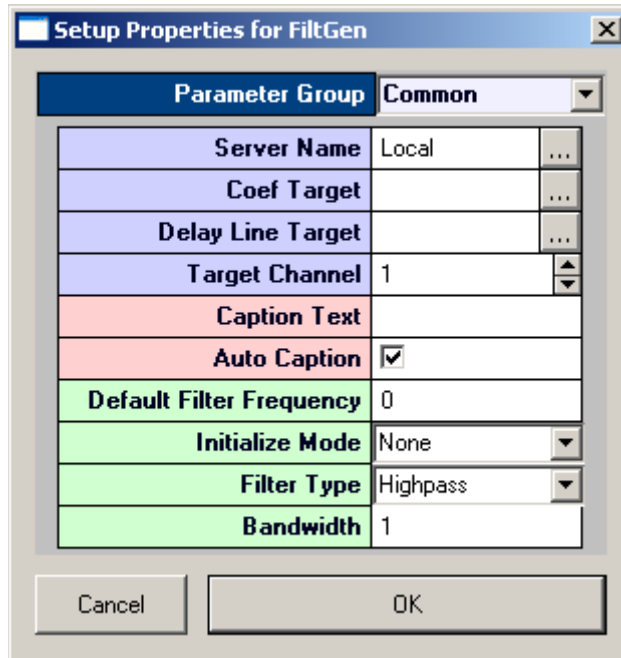 Setup Properties for FiltGen
Parameter Group Common
Server Name Local ...
Coef Target ...
Delay Line Target ...
Target Channel 1
Caption Text
Auto Caption
Default Filter Frequency 0
Initialize Mode None
Filter Type Highpass
Bandwidth 1
Cancel OK